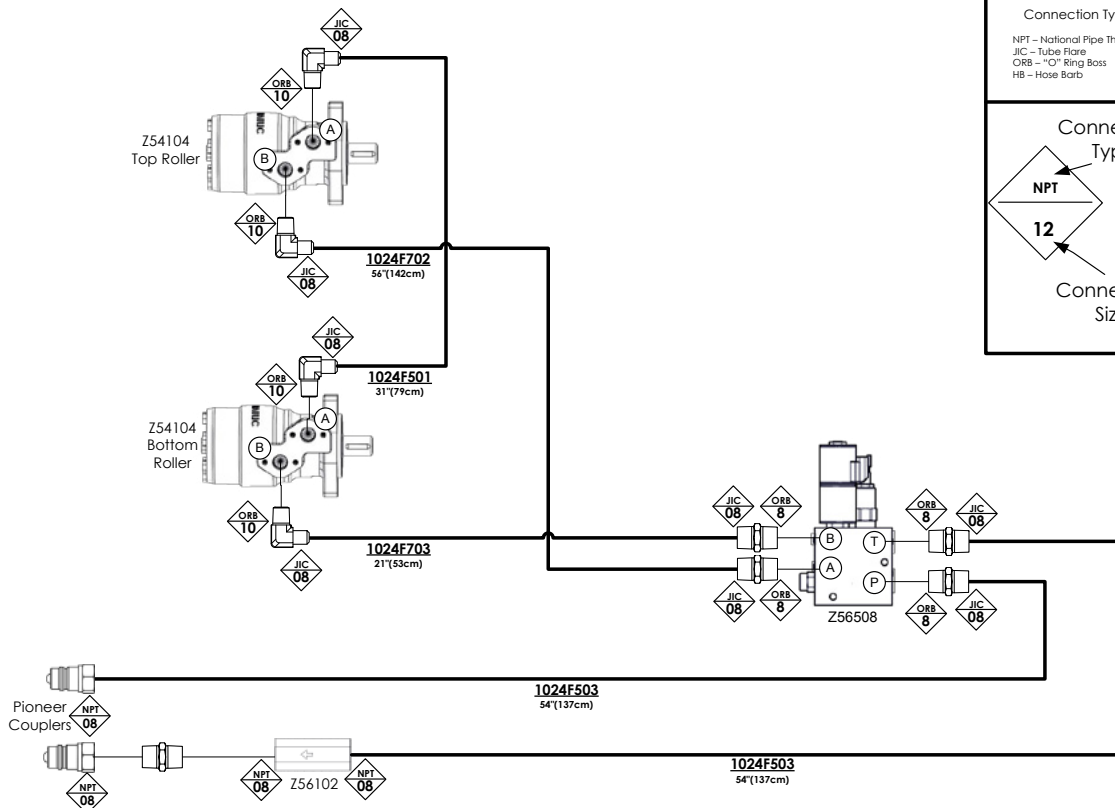 Connection Ty
NPT – National Pipe Th
JIC – Tube Flare
ORB – "O" Ring Boss
HB – Hose Barb
Conne
Typ
NPT
12
Conne
Siz
JIC
08
ORB
10
A
B
Z54104
Top Roller
ORB
10
JIC
08
1024F702
56"(142cm)
JIC
08
ORB
10
1024F501
31"(79cm)
A
B
Z54104
Bottom
Roller
ORB
10
JIC
08
1024F703
21"(53cm)
JIC
08
ORB
8
B
T
A
P
ORB
8
JIC
08
JIC
08
ORB
8
ORB
8
JIC
08
Z56508
1024F503
54"(137cm)
Pioneer
Couplers
NPT
08
NPT
08
NPT
08
Z56102
NPT
08
1024F503
54"(137cm)